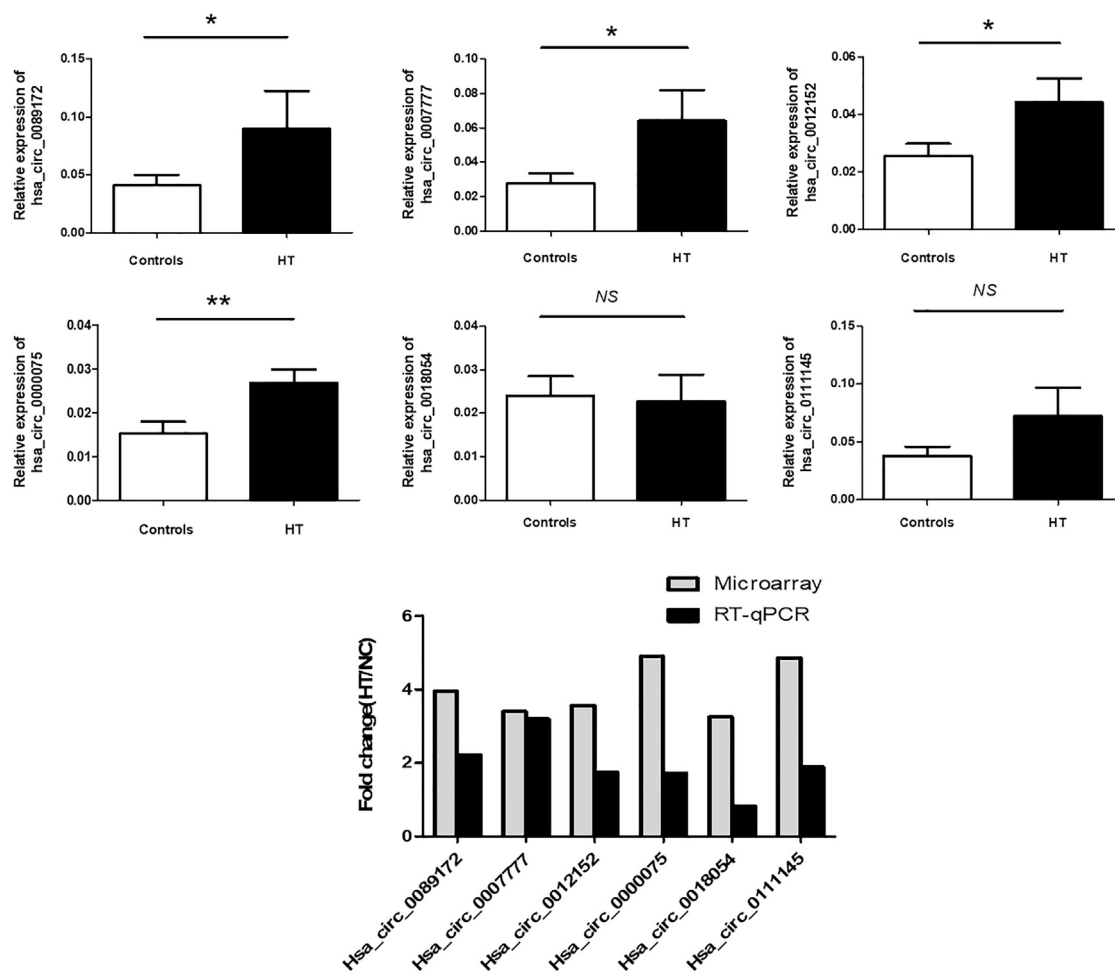 *
Relative expression of
hsa_circ_0089172
0.15
0.10
0.05
0.00
Controls
HT
*
Relative expression of
hsa_circ_0007777
0.10
0.08
0.06
0.04
0.02
0.00
Controls
HT
*
Relative expression of
hsa_circ_0012152
0.06
0.04
0.02
0.00
Controls
HT
**
Relative expression of
hsa_circ_0000075
0.04
0.03
0.02
0.01
0.00
Controls
HT
NS
Relative expression of
hsa_circ_0018054
0.04
0.03
0.02
0.01
0.00
Controls
HT
NS
Relative expression of
hsa_circ_0111145
0.15
0.10
0.05
0.00
Controls
HT
Microarray
RT-qPCR
Fold change(HT/NC)
6
4
2
0
Hsa_circ_0089172
Hsa_circ_0007777
Hsa_circ_0012152
Hsa_circ_0000075
Hsa_circ_0018054
Hsa_circ_0111145